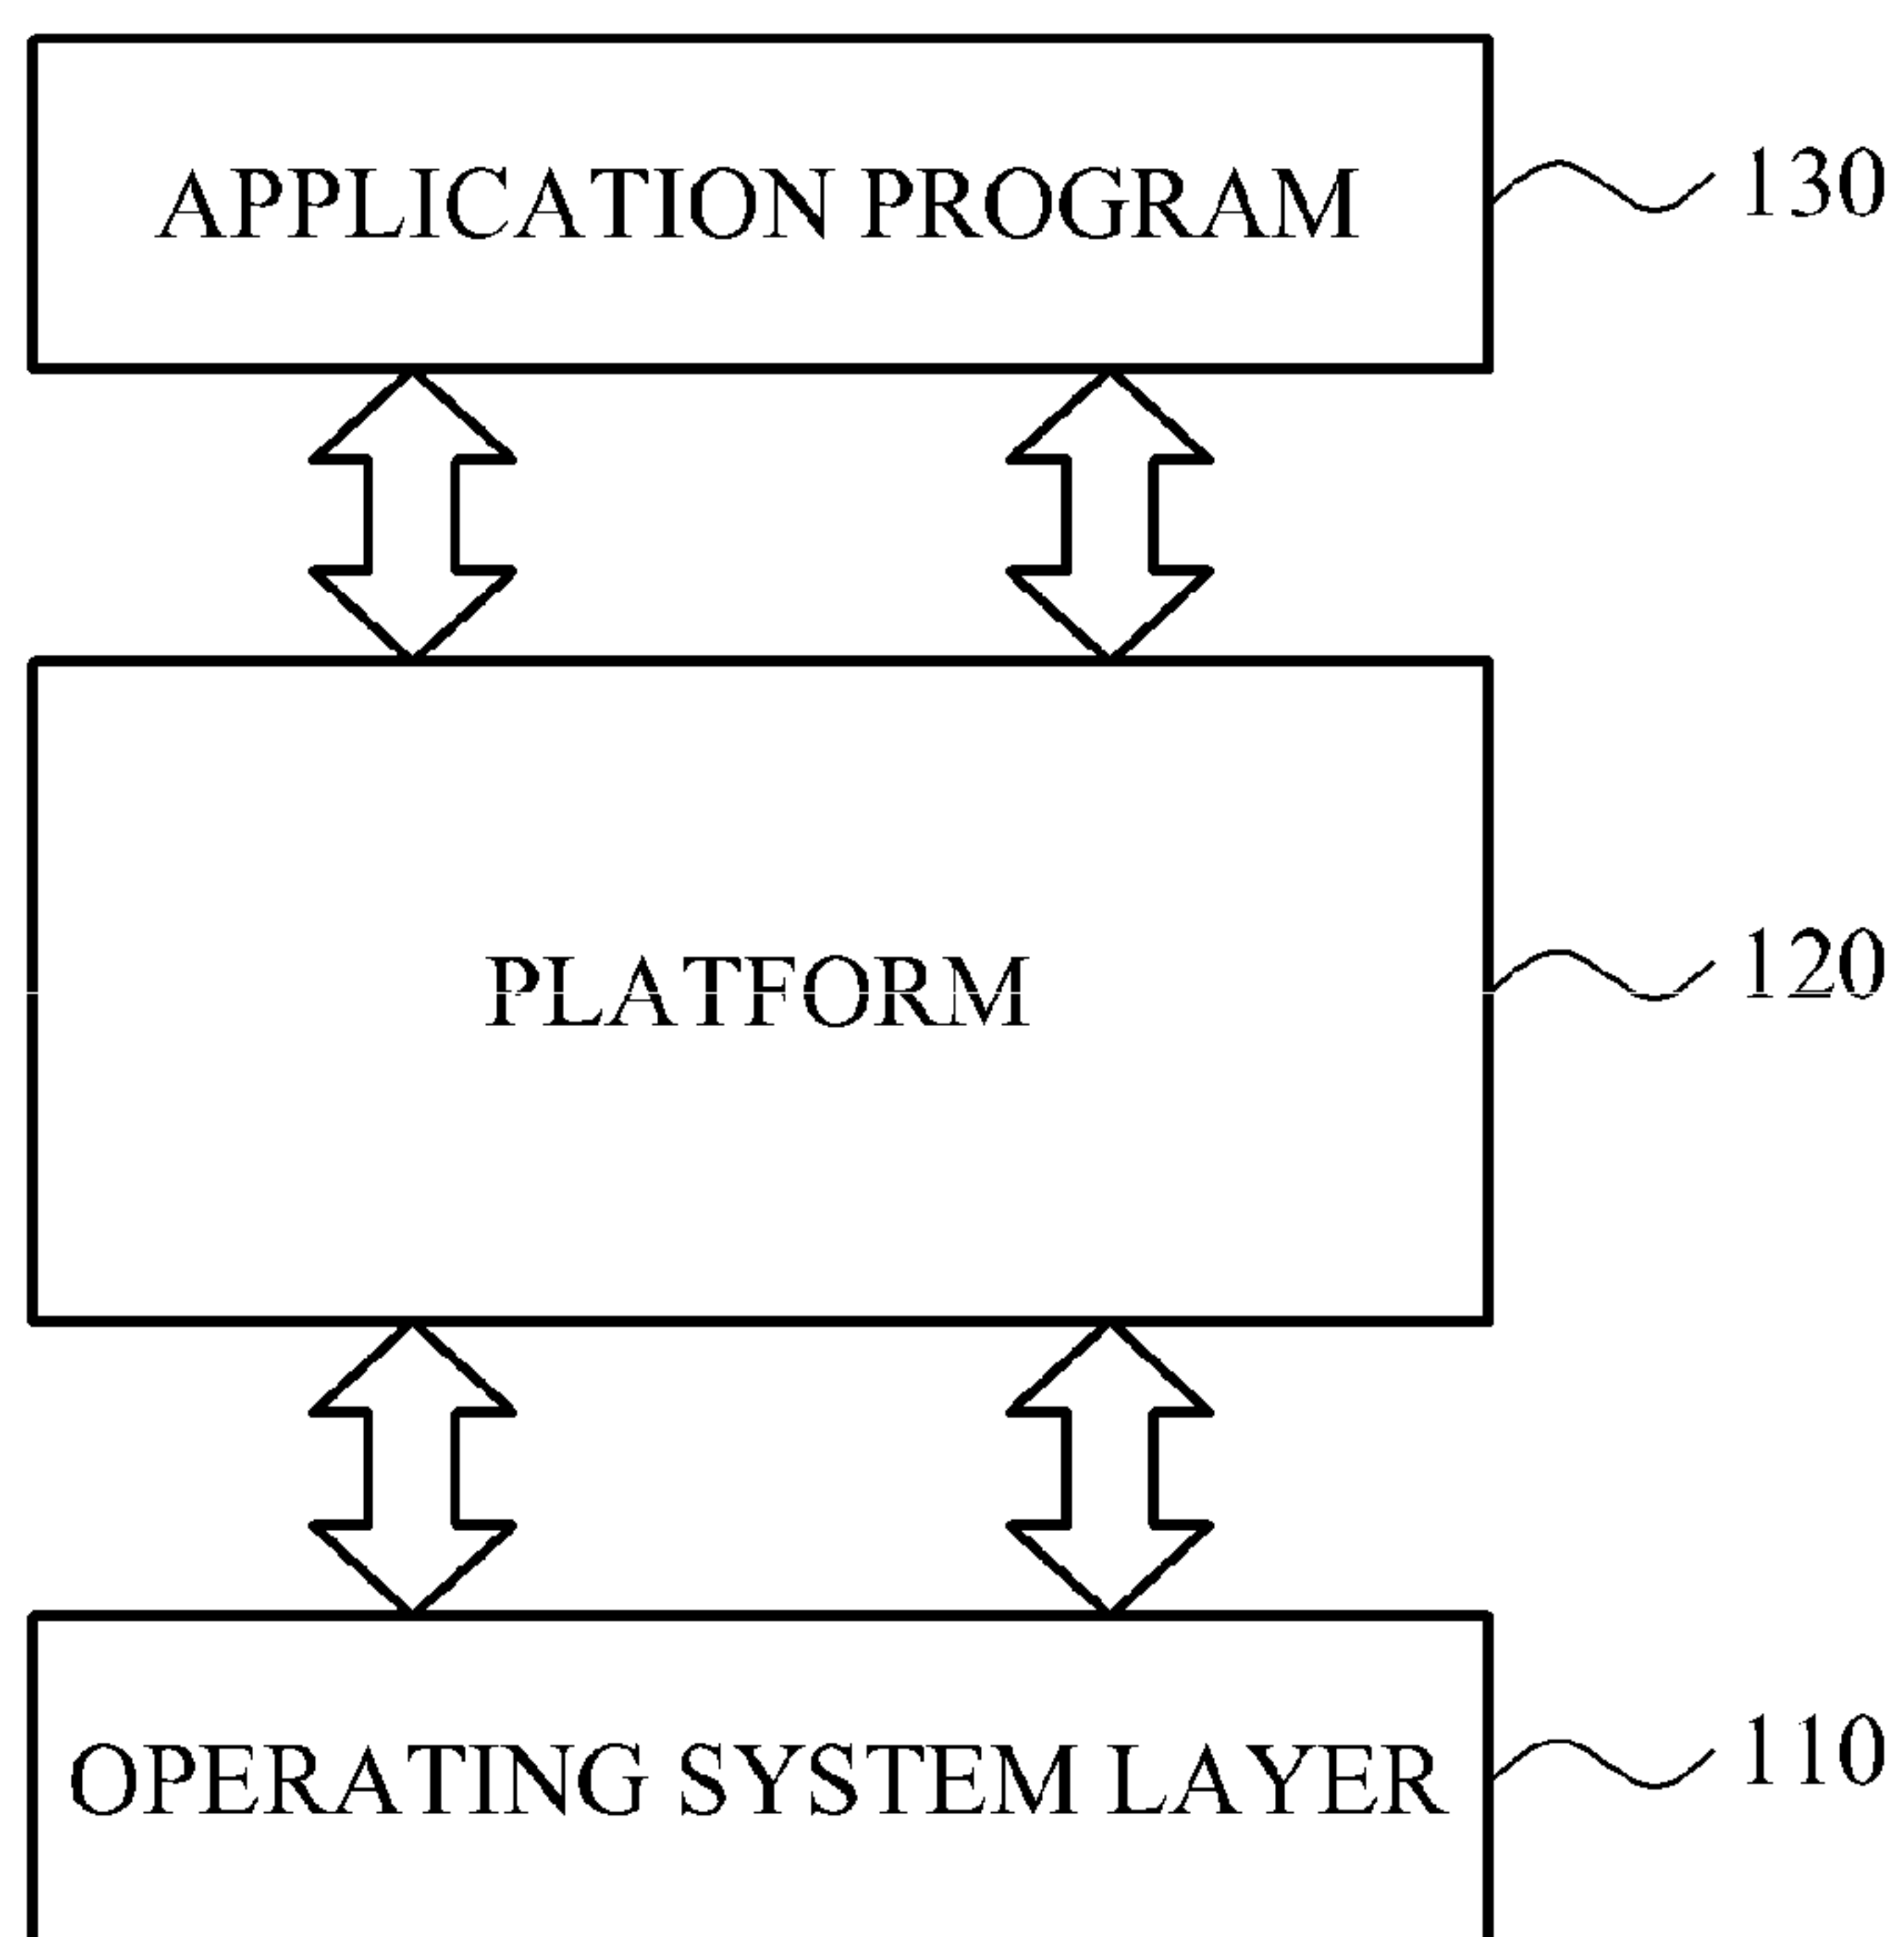 APPLICATION PROGRAM
130
PLATFORM
120
OPERATING SYSTEM LAYER
110